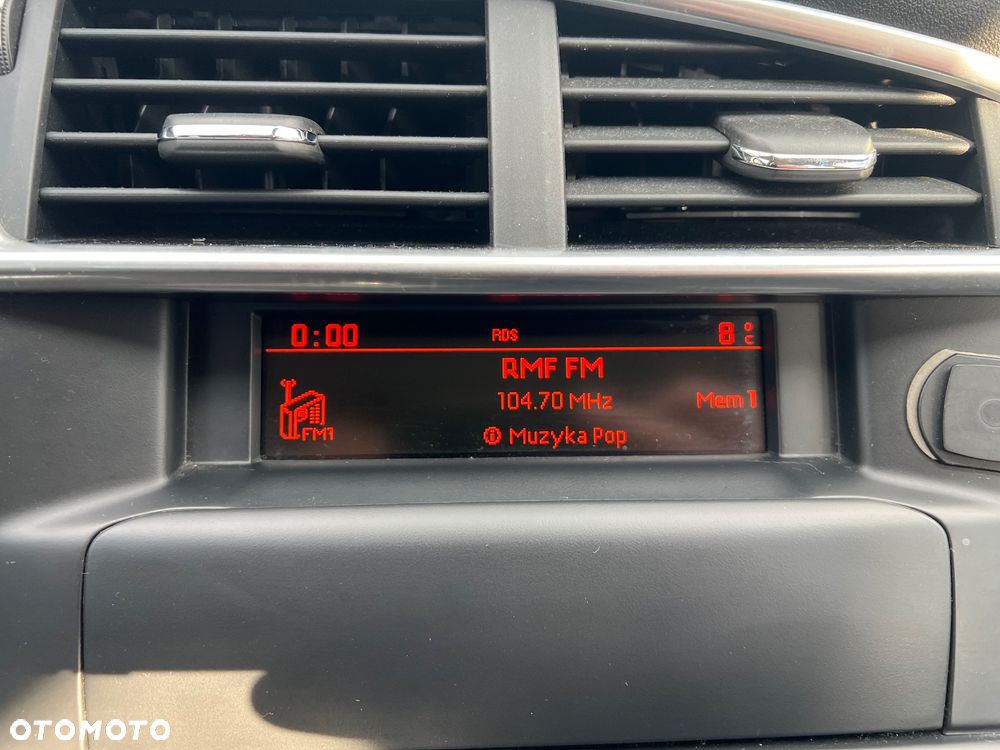 0:00 RDS 8 °C
RMF FM
104.70 MHz Mem 1
FM1 Muzyka Pop
OTOMOTO